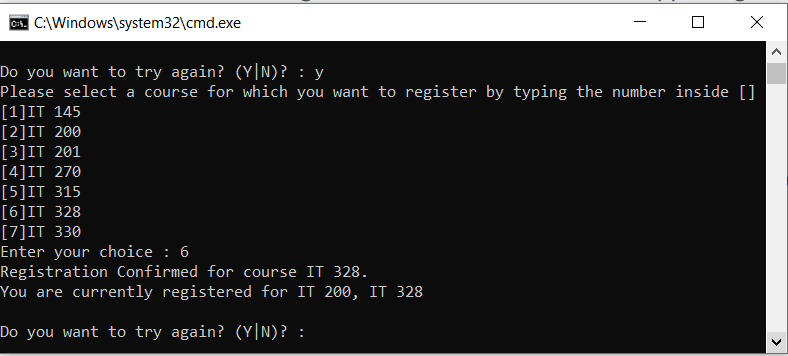 C:\Windows\system32\cmd.exe
Do you want to try again? (Y|N)? : y
Please select a course for which you want to register by typing the number inside []
[1]IT 145
[2]IT 200
[3]IT 201
[4]IT 270
[5]IT 315
[6]IT 328
[7]IT 330
Enter your choice : 6
Registration Confirmed for course IT 328.
You are currently registered for IT 200, IT 328
Do you want to try again? (Y|N)? :